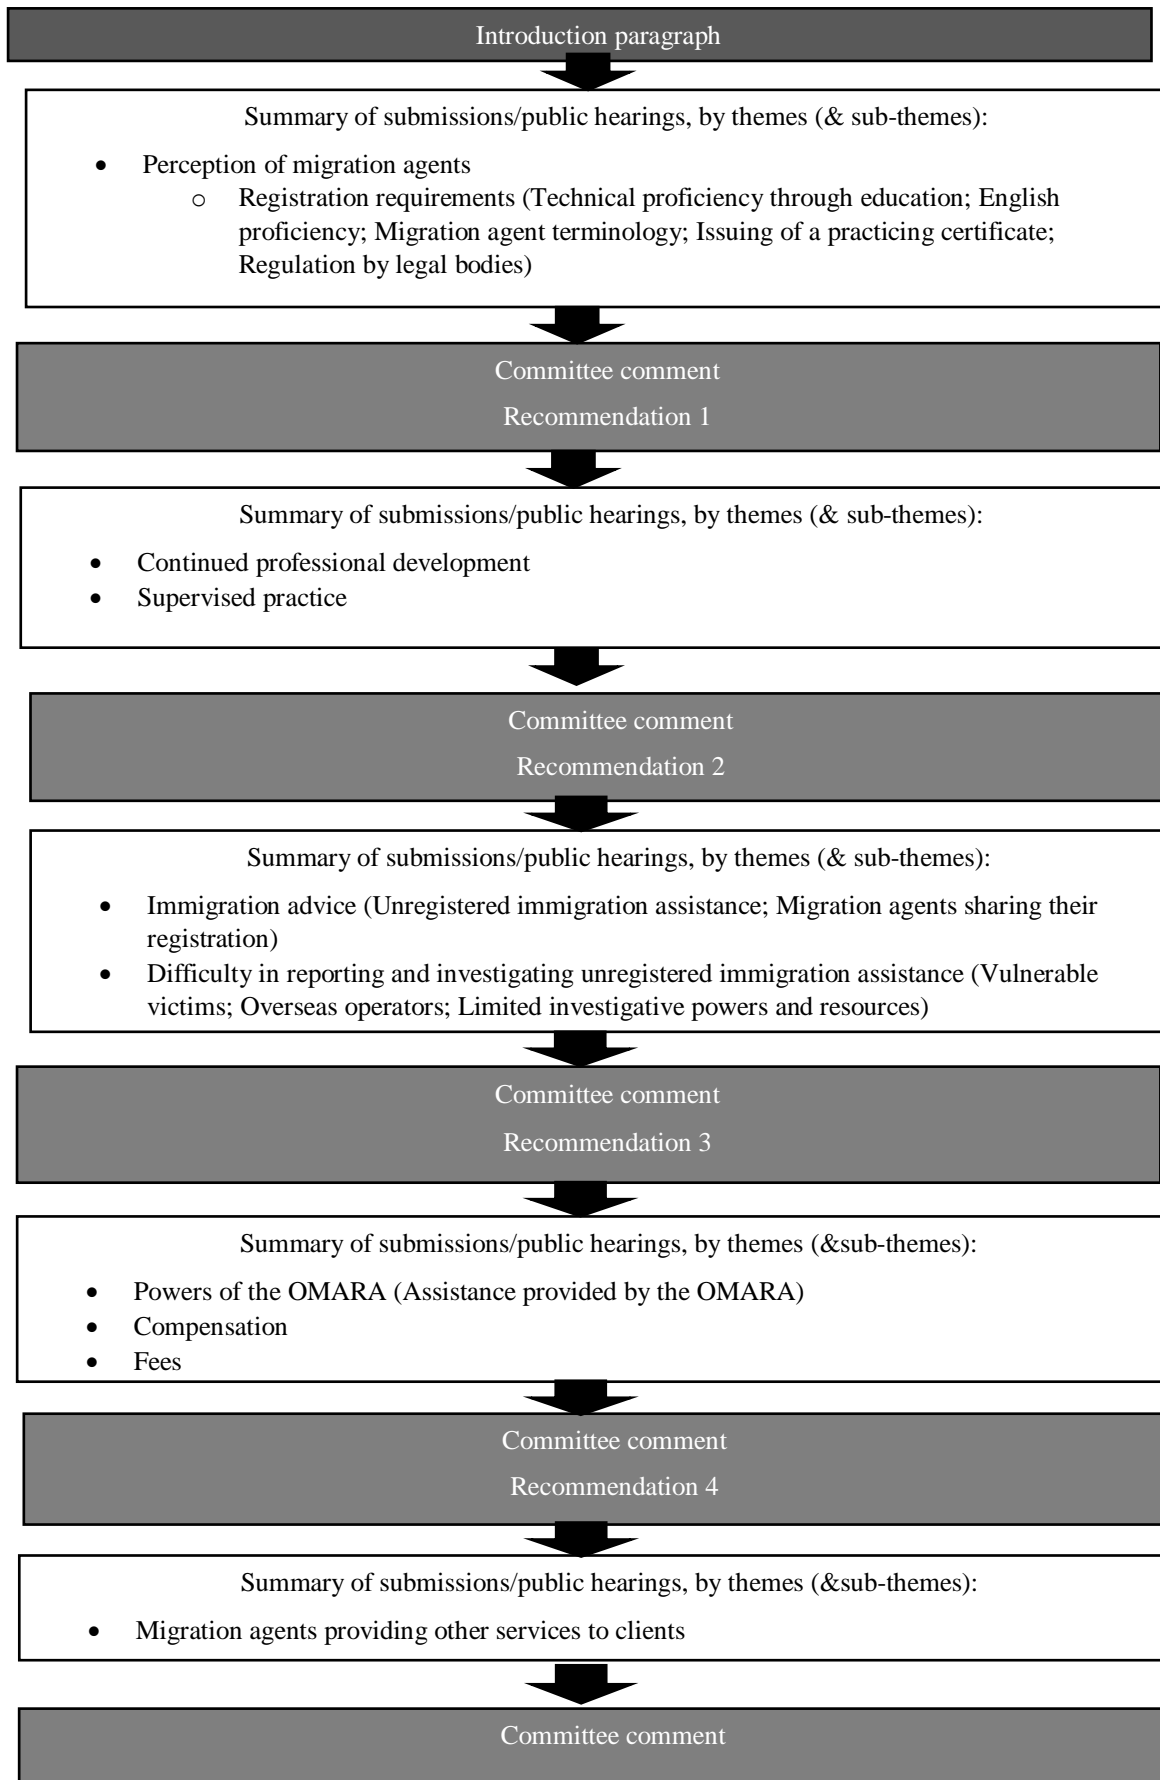 Introduction paragraph
Summary of submissions/public hearings, by themes (& sub-themes):
• Perception of migration agents
o Registration requirements (Technical proficiency through education; English
proficiency; Migration agent terminology; Issuing of a practicing certificate;
Regulation by legal bodies)
Committee comment
Recommendation 1
Summary of submissions/public hearings, by themes (& sub-themes):
• Continued professional development
• Supervised practice
Committee comment
Recommendation 2
Summary of submissions/public hearings, by themes (& sub-themes):
• Immigration advice (Unregistered immigration assistance; Migration agents sharing their
registration)
• Difficulty in reporting and investigating unregistered immigration assistance (Vulnerable
victims; Overseas operators; Limited investigative powers and resources)
Committee comment
Recommendation 3
Summary of submissions/public hearings, by themes (&sub-themes):
• Powers of the OMARA (Assistance provided by the OMARA)
• Compensation
• Fees
Committee comment
Recommendation 4
Summary of submissions/public hearings, by themes (&sub-themes):
• Migration agents providing other services to clients
Committee comment